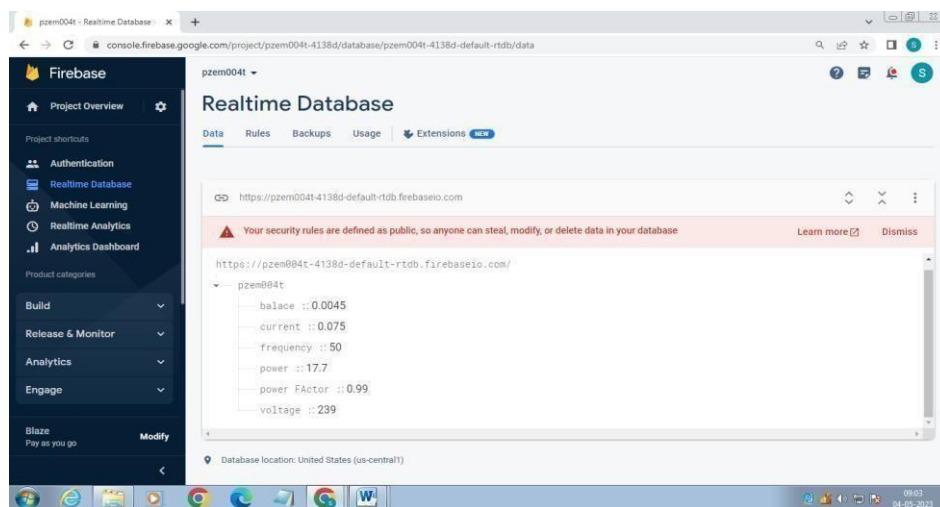 pzem004t - Realtime Database
console.firebase.google.com/project/pzem004t-4138d/database/pzem004t-4138d-default-rtdb/data
Firebase
pzem004t
S
Project Overview
Realtime Database
Project shortcuts
Data Rules Backups Usage Extensions NEW
Authentication
Realtime Database
Machine Learning
Realtime Analytics
Analytics Dashboard
https://pzem004t-4138d-default-rtdb.firebaseio.com
Your security rules are defined as public, so anyone can steal, modify, or delete data in your database Learn more Dismiss
Product categories
https://pzem004t-4138d-default-rtdb.firebaseio.com/
pzem004t
Build
balace :: 0.0045
current :: 0.075
Release & Monitor
frequency :: 50
Analytics
power :: 17.7
power FActor :: 0.99
Engage
voltage :: 239
Blaze
Pay as you go
Modify
Database location: United States (us-central1)
09:03
04-05-2023